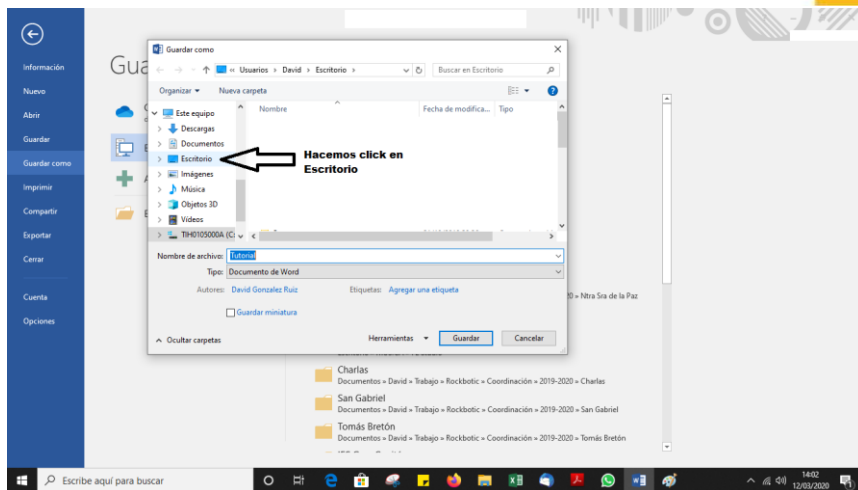 Información
Nuevo
Abrir
Guardar
Guardar como
Imprimir
Compartir
Exportar
Cerrar
Cuenta
Opciones
Guardar como
« Usuarios › David › Escritorio ›
Buscar en Escritorio
Organizar
Nueva carpeta
Nombre
Fecha de modifica...
Tipo
Este equipo
Descargas
Documentos
Escritorio
Imágenes
Música
Objetos 3D
Vídeos
TIH0105000A (C:
Hacemos click en
Escritorio
Nombre de archivo: Tutorial
Tipo: Documento de Word
Autores: David Gonzalez Ruiz
Etiquetas: Agregar una etiqueta
Guardar miniatura
Ocultar carpetas
Herramientas
Guardar
Cancelar
» Ntra Sra de la Paz
Charlas
Documentos » David » Trabajo » Rockbotic » Coordinación » 2019-2020 » Charlas
San Gabriel
Documentos » David » Trabajo » Rockbotic » Coordinación » 2019-2020 » San Gabriel
Tomás Bretón
Documentos » David » Trabajo » Rockbotic » Coordinación » 2019-2020 » Tomás Bretón
Escribe aquí para buscar
14:02
12/03/2020